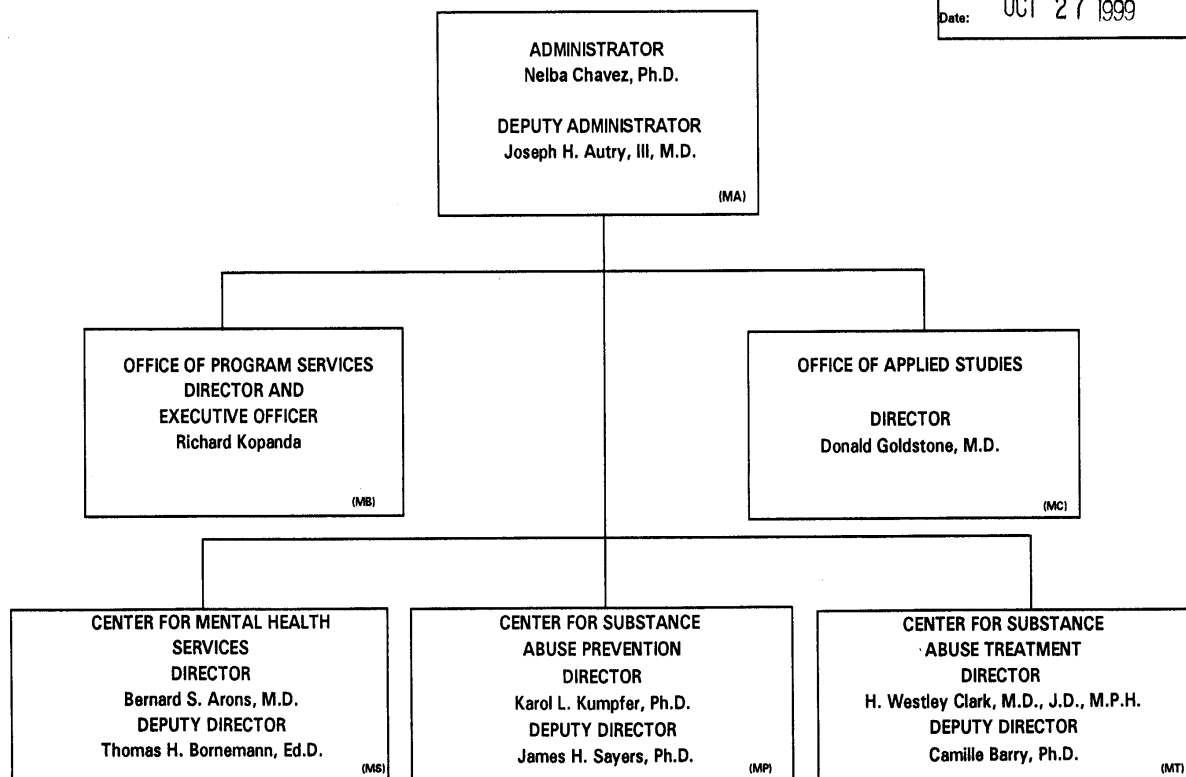 Date: OCT 27 1999
ADMINISTRATOR
Nelba Chavez, Ph.D.
DEPUTY ADMINISTRATOR
Joseph H. Autry, III, M.D.
(MA)
OFFICE OF PROGRAM SERVICES
DIRECTOR AND
EXECUTIVE OFFICER
Richard Kopanda
(MB)
OFFICE OF APPLIED STUDIES
DIRECTOR
Donald Goldstone, M.D.
(MC)
CENTER FOR MENTAL HEALTH
SERVICES
DIRECTOR
Bernard S. Arons, M.D.
DEPUTY DIRECTOR
Thomas H. Bornemann, Ed.D.
(MS)
CENTER FOR SUBSTANCE
ABUSE PREVENTION
DIRECTOR
Karol L. Kumpfer, Ph.D.
DEPUTY DIRECTOR
James H. Sayers, Ph.D.
(MP)
CENTER FOR SUBSTANCE
ABUSE TREATMENT
DIRECTOR
H. Westley Clark, M.D., J.D., M.P.H.
DEPUTY DIRECTOR
Camille Barry, Ph.D.
(MT)